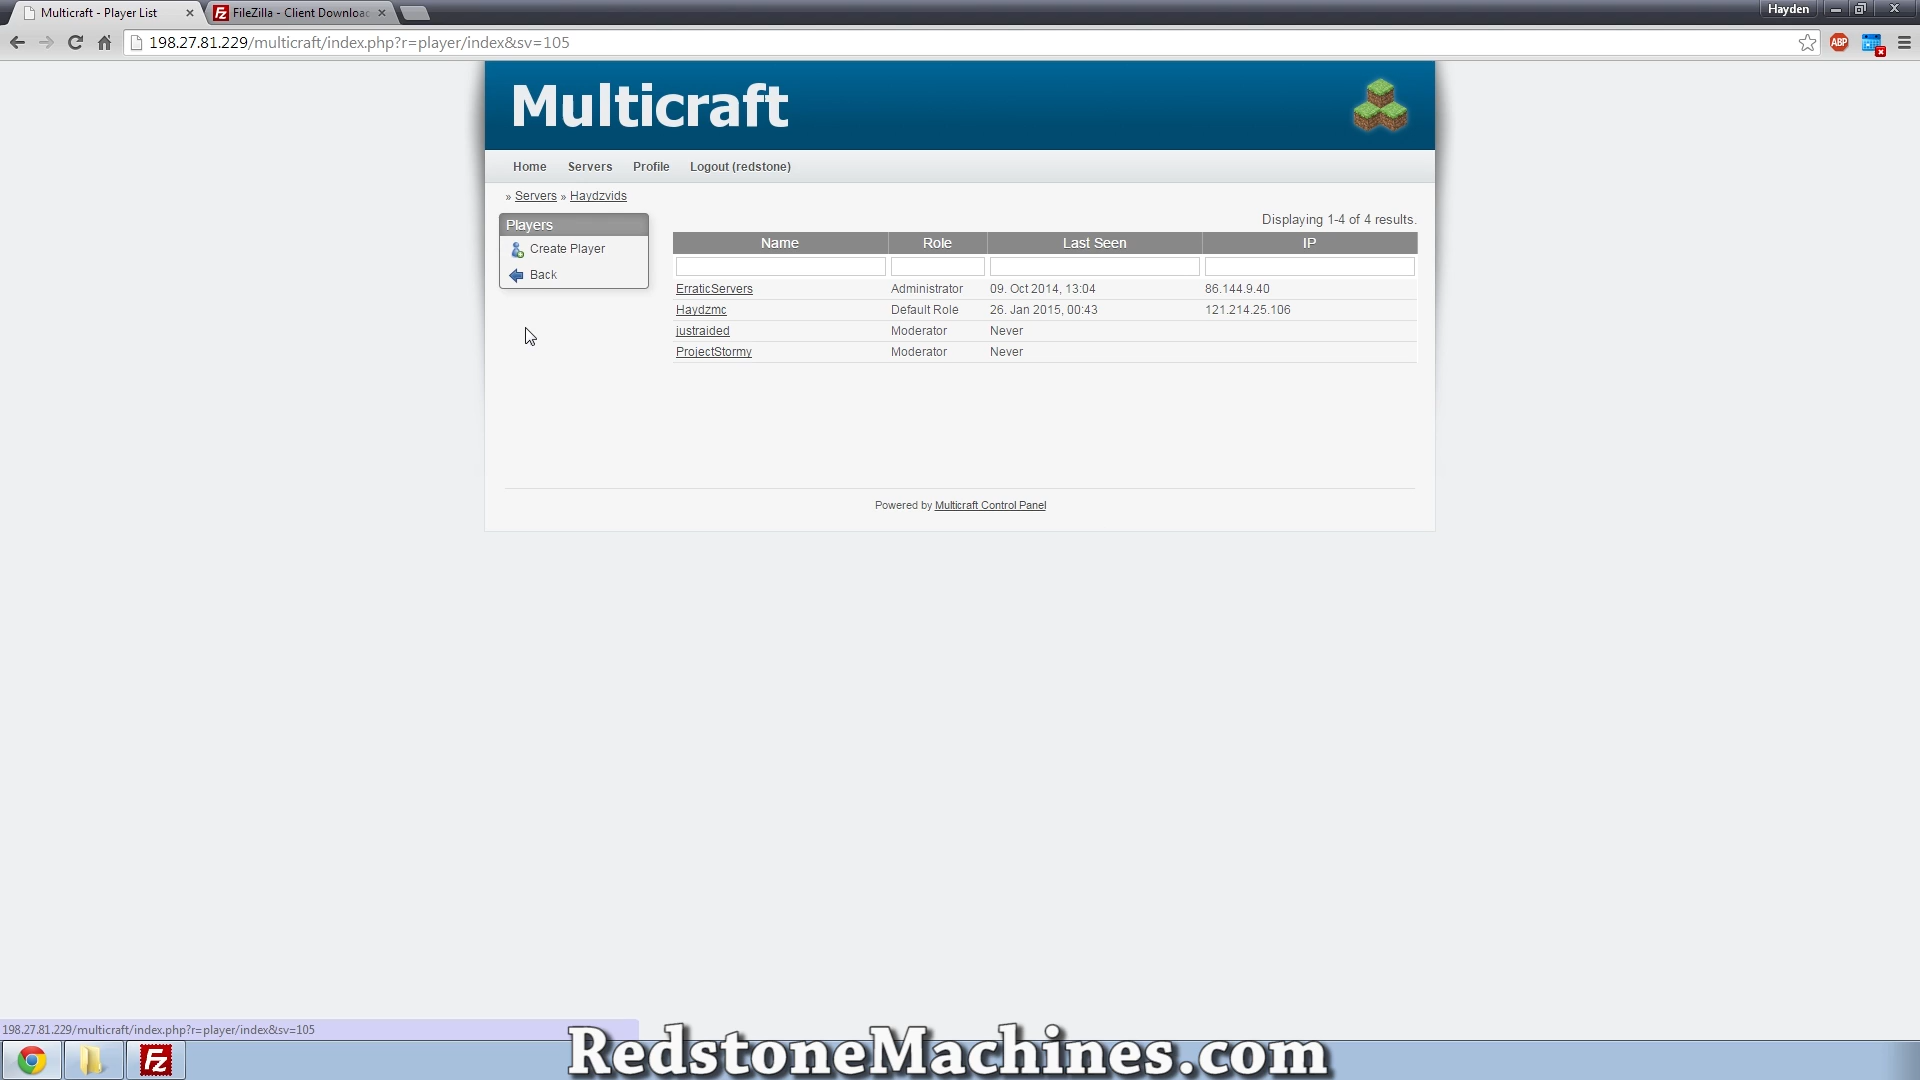 Multicraft - Player List
FileZilla - Client Downloac
Hayden
198.27.81.229/multicraft/index.php?r=player/index&sv=105
ABP
Multicraft
Home Servers Profile Logout (redstone)
» Servers » Haydzvids
Players
Create Player
Back
Displaying 1-4 of 4 results.
Name Role Last Seen IP
ErraticServers Administrator 09. Oct 2014, 13:04 86.144.9.40
Haydzmc Default Role 26. Jan 2015, 00:43 121.214.25.106
justraided Moderator Never
ProjectStormy Moderator Never
Powered by Multicraft Control Panel
198.27.81.229/multicraft/index.php?r=player/index&sv=105
RedstoneMachines.com